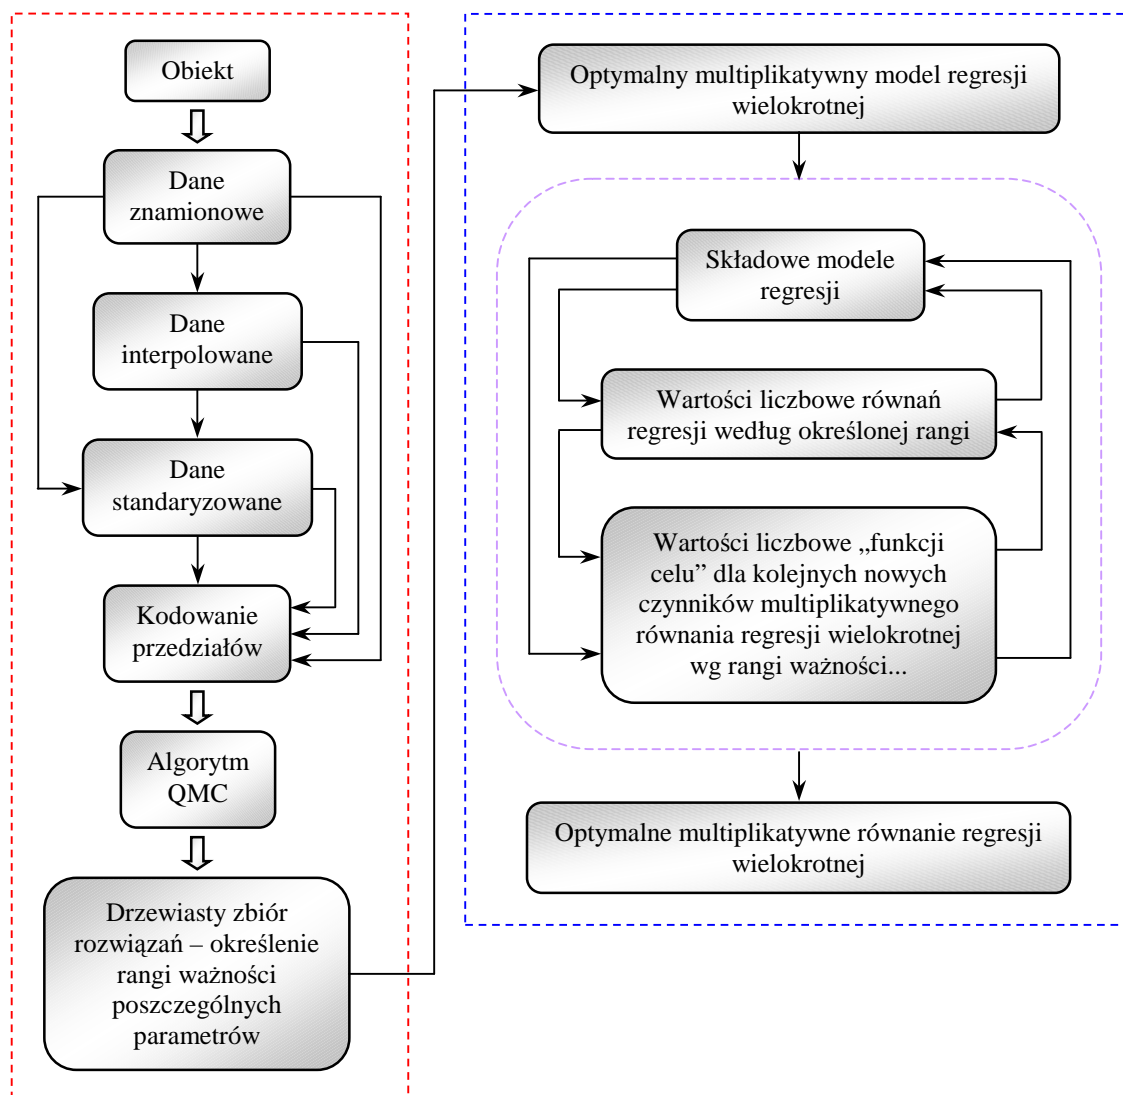 Obiekt
Dane
znamionowe
Dane
interpolowane
Dane
standaryzowane
Kodowanie
przedziałów
Algorytm
QMC
Drzewiasty zbiór
rozwiązań – określenie
rangi ważności
poszczególnych
parametrów
Optymalny multiplikatywny model regresji
wielokrotnej
Składowe modele
regresji
Wartości liczbowe równań
regresji według określonej rangi
Wartości liczbowe „funkcji
celu” dla kolejnych nowych
czynników multiplikatywnego
równania regresji wielokrotnej
wg rangi ważności...
Optymalne multiplikatywne równanie regresji
wielokrotnej